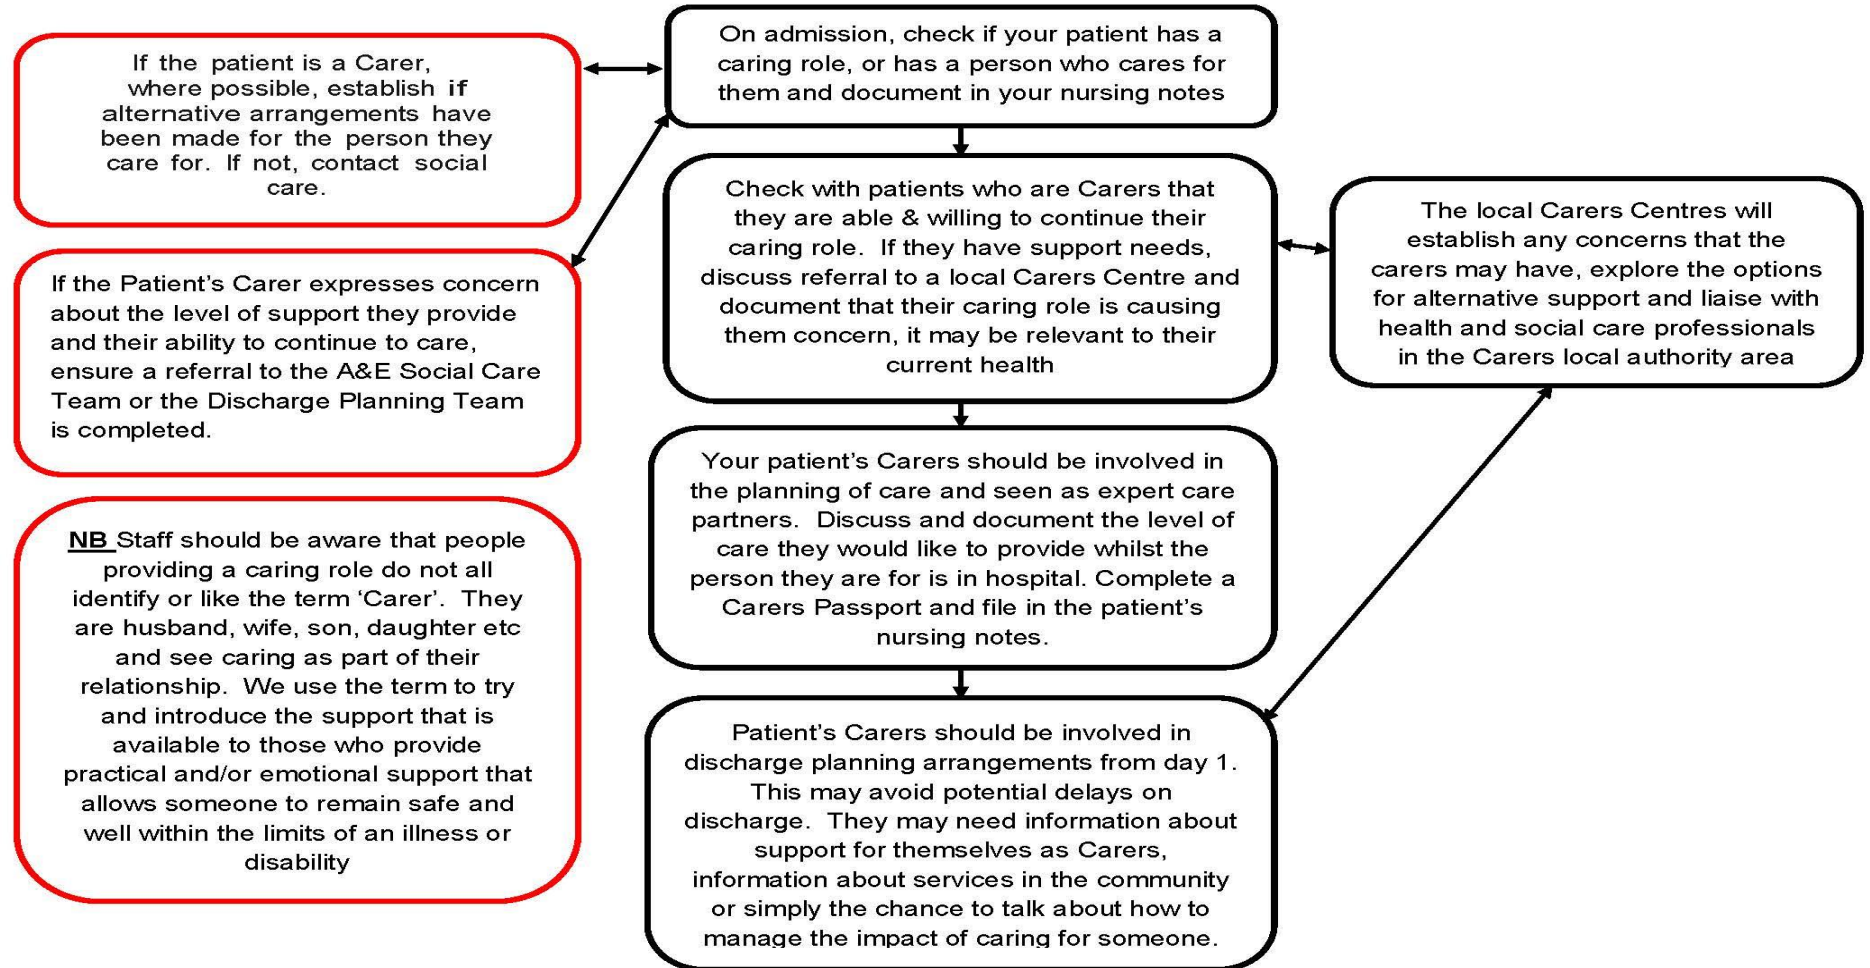 If the patient is a Carer,
where possible, establish if
alternative arrangements have
been made for the person they
care for. If not, contact social
care.
If the Patient's Carer expresses concern
about the level of support they provide
and their ability to continue to care,
ensure a referral to the A&E Social Care
Team or the Discharge Planning Team
is completed.
NB Staff should be aware that people
providing a caring role do not all
identify or like the term ‘Carer’. They
are husband, wife, son, daughter etc
and see caring as part of their
relationship. We use the term to try
and introduce the support that is
available to those who provide
practical and/or emotional support that
allows someone to remain safe and
well within the limits of an illness or
disability
On admission, check if your patient has a
caring role, or has a person who cares for
them and document in your nursing notes
Check with patients who are Carers that
they are able & willing to continue their
caring role. If they have support needs,
discuss referral to a local Carers Centre and
document that their caring role is causing
them concern, it may be relevant to their
current health
Your patient's Carers should be involved in
the planning of care and seen as expert care
partners. Discuss and document the level of
care they would like to provide whilst the
person they are for is in hospital. Complete a
Carers Passport and file in the patient's
nursing notes.
Patient's Carers should be involved in
discharge planning arrangements from day 1.
This may avoid potential delays on
discharge. They may need information about
support for themselves as Carers,
information about services in the community
or simply the chance to talk about how to
manage the impact of caring for someone.
The local Carers Centres will
establish any concerns that the
carers may have, explore the options
for alternative support and liaise with
health and social care professionals
in the Carers local authority area